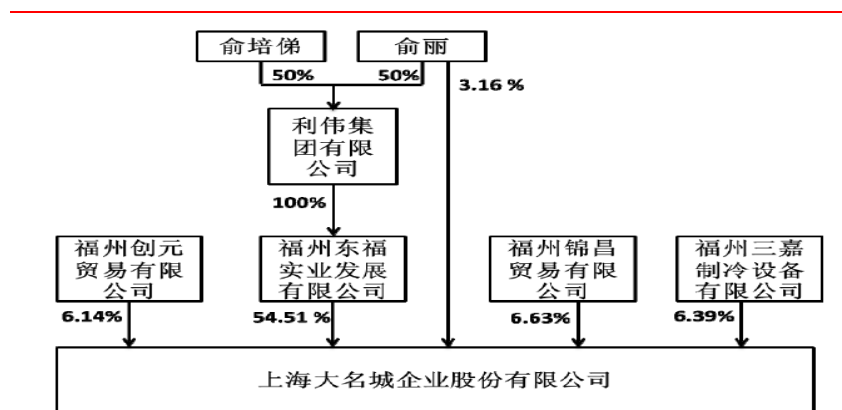 俞培悌
俞丽
50%
50%
3.16 %
利伟集
团有限
公司
100%
福州创元
贸易有限
公司
福州东福
实业发展
有限公司
福州锦昌
贸易有限
公司
福州三嘉
制冷设备
有限公司
6.14%
54.51 %
6.63%
6.39%
上海大名城企业股份有限公司